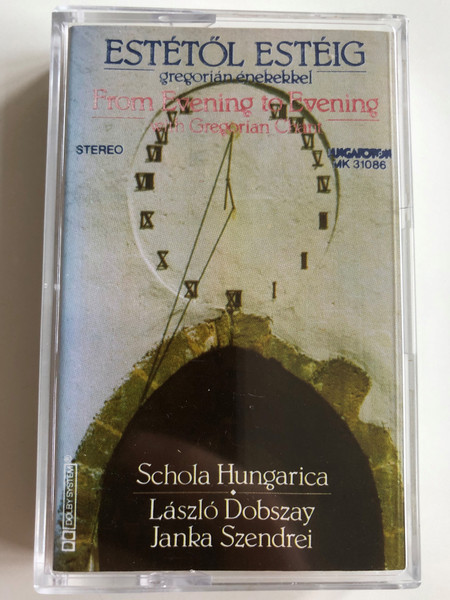 ESTÉTŐL ESTÉIG
gregorián énekekkel
From Evening to Evening
with Gregorian Chant
STEREO
HUNGAROTON
MK 31086
XII
I
Schola Hungarica
László Dobszay
Janka Szendrei
DOLBY SYSTEM®